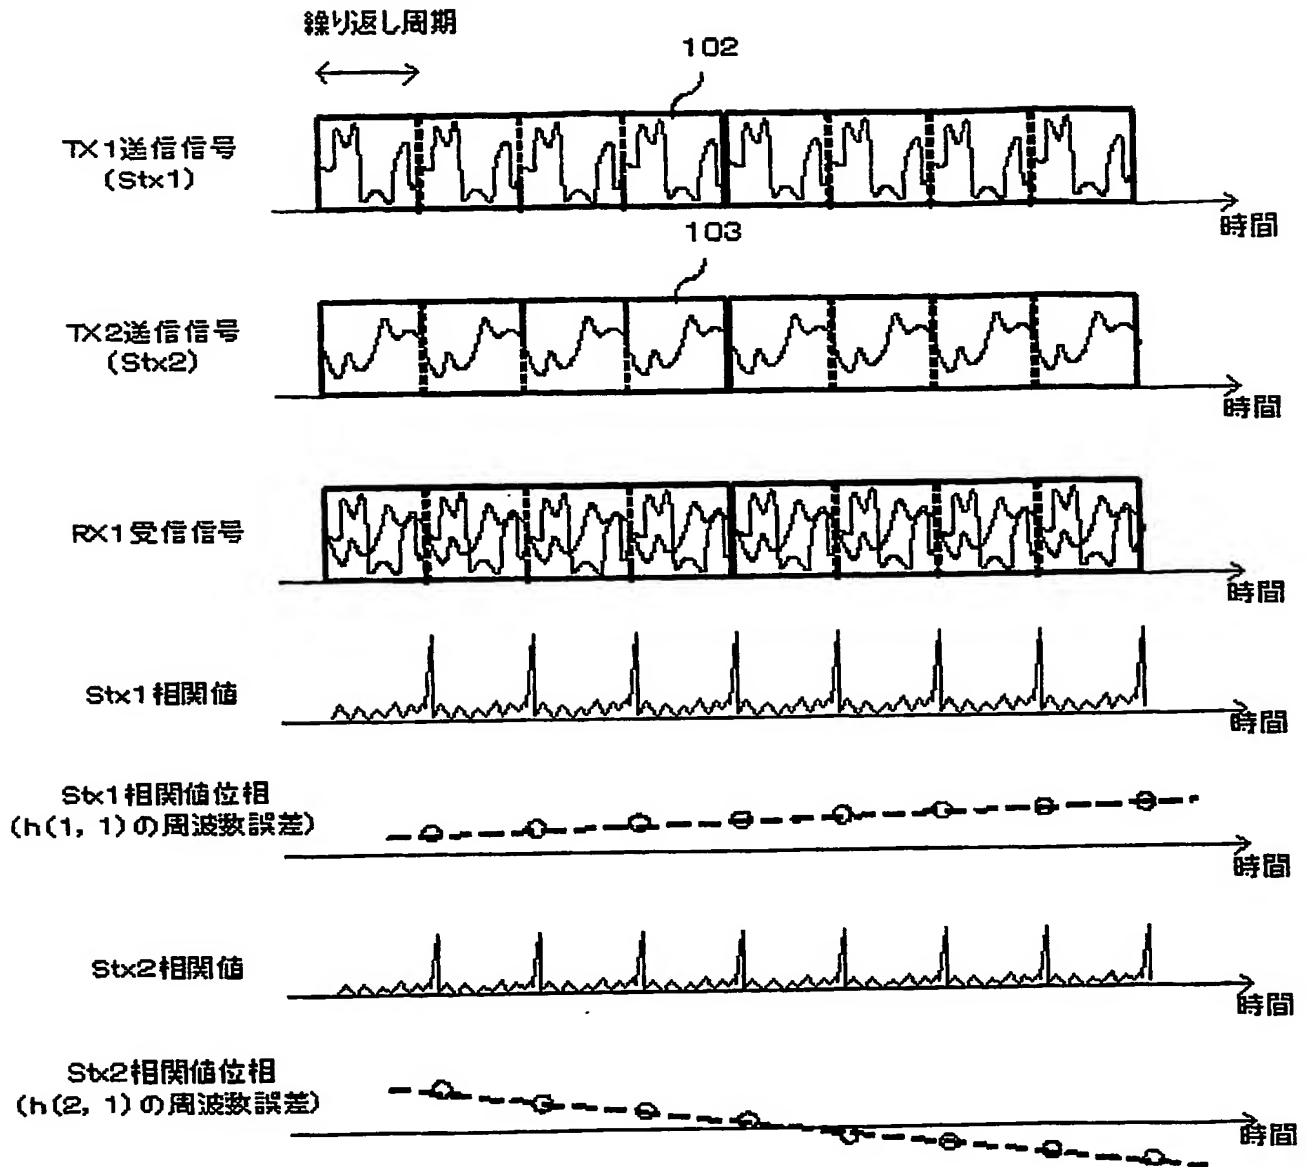 繰り返し周期
102
TX1送信信号
(Stx1)
時間
103
TX2送信信号
(Stx2)
時間
RX1受信信号
時間
Stx1相関値
時間
Stx1相関値位相
(h(1, 1)の周波数誤差)
時間
Stx2相関値
時間
Stx2相関値位相
(h(2, 1)の周波数誤差)
時間